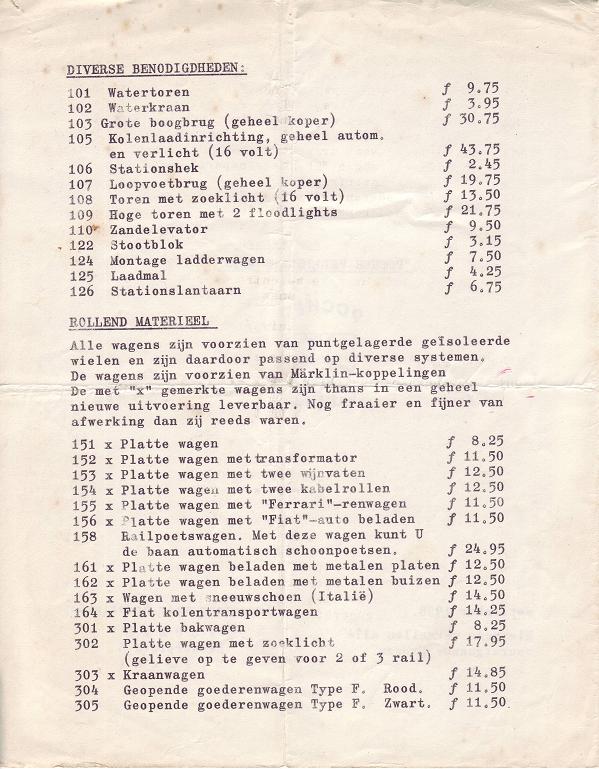 DIVERSE BENODIGDHEDEN:
101 Watertoren ƒ 9.75
102 Waterkraan ƒ 3.95
103 Grote boogbrug (geheel koper) ƒ 30.75
105 Kolenlaadinrichting, geheel autom.
en verlicht (16 volt) ƒ 43.75
106 Stationshek ƒ 2.45
107 Loopvoetbrug (geheel koper) ƒ 19.75
108 Toren met zoeklicht (16 volt) ƒ 13.50
109 Hoge toren met 2 floodlights ƒ 21.75
110 Zandelevator ƒ 9.50
122 Stootblok ƒ 3.15
124 Montage ladderwagen ƒ 7.50
125 Laadmal ƒ 4.25
126 Stationslantaarn ƒ 6.75
ROLLEND MATERIEEL
Alle wagens zijn voorzien van puntgelagerde geïsoleerde
wielen en zijn daardoor passend op diverse systemen.
De wagens zijn voorzien van Märklin-koppelingen
De met "x" gemerkte wagens zijn thans in een geheel
nieuwe uitvoering leverbaar. Nog fraaier en fijner van
afwerking dan zij reeds waren.
151 x Platte wagen ƒ 8.25
152 x Platte wagen met transformator ƒ 11.50
153 x Platte wagen met twee wijnvaten ƒ 12.50
154 x Platte wagen met twee kabelrollen ƒ 12.50
155 x Platte wagen met "Ferrari"-renwagen ƒ 11.50
156 x Platte wagen met "Fiat"-auto beladen ƒ 11.50
158 Railpoetswagen. Met deze wagen kunt U
de baan automatisch schoonpoetsen. ƒ 24.95
161 x Platte wagen beladen met metalen platen ƒ 12.50
162 x Platte wagen beladen met metalen buizen ƒ 12.50
163 x Wagen met sneeuwschoen (Italië) ƒ 14.50
164 x Fiat kolentransportwagen ƒ 14.25
301 x Platte bakwagen ƒ 8.25
302 Platte wagen met zoeklicht ƒ 17.95
(gelieve op te geven voor 2 of 3 rail)
303 x Kraanwagen ƒ 14.85
304 Geopende goederenwagen Type F. Rood. ƒ 11.50
305 Geopende goederenwagen Type F. Zwart. ƒ 11.50